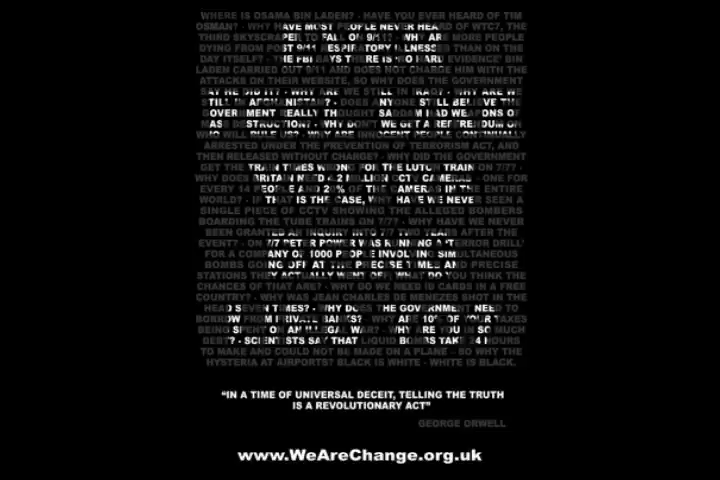 WHERE IS OSAMA BIN LADEN? - HAVE YOU EVER HEARD OF TIM
OSMAN? - WHY HAVE MOST PEOPLE NEVER HEARD OF WTC7, THE
THIRD SKYSCRAPER TO FALL ON 9/11? - WHY ARE MORE PEOPLE
DYING FROM POST 9/11 RESPIRATORY ILLNESSES THAN ON THE
DAY ITSELF? - THE FBI SAYS THERE IS 'NO HARD EVIDENCE' BIN
LADEN CARRIED OUT 9/11 AND DOES NOT CHARGE HIM WITH THE
ATTACKS ON THEIR WEBSITE, SO WHY DOES THE GOVERNMENT
SAY HE DID IT? - WHY ARE WE STILL IN IRAQ? - WHY ARE WE
STILL IN AFGHANISTAN? - DOES ANYONE STILL BELIEVE THE
GOVERNMENT REALLY THOUGHT SADDAM HAD WEAPONS OF
MASS DESTRUCTION? - WHY DON'T WE GET A REFERENDUM ON
WHO WILL RULE US? - WHY ARE INNOCENT PEOPLE CONTINUALLY
ARRESTED UNDER THE PREVENTION OF TERRORISM ACT, AND
THEN RELEASED WITHOUT CHARGE? - WHY DID THE GOVERNMENT
GET THE TRAIN TIMES WRONG FOR THE LUTON TRAIN ON 7/7? -
WHY DOES BRITAIN NEED 4.2 MILLION CCTV CAMERAS - ONE FOR
EVERY 14 PEOPLE AND 20% OF THE CAMERAS IN THE ENTIRE
WORLD? - IF THAT IS THE CASE, WHY HAVE WE NEVER SEEN A
SINGLE PIECE OF CCTV SHOWING THE ALLEGED BOMBERS
BOARDING THE TUBE TRAINS ON 7/7? - WHY HAVE WE NEVER
BEEN GRANTED AN INQUIRY INTO 7/7 TWO YEARS AFTER THE
EVENT? - ON 7/7 PETER POWER WAS RUNNING A 'TERROR DRILL'
FOR A COMPANY OF 1000 PEOPLE INVOLVING SIMULTANEOUS
BOMBS GOING OFF AT THE PRECISE TIMES AND PRECISE
STATIONS THEY ACTUALLY WENT OFF. WHAT DO YOU THINK THE
CHANCES OF THAT ARE? - WHY DO WE NEED ID CARDS IN A FREE
COUNTRY? - WHY WAS JEAN CHARLES DE MENEZES SHOT IN THE
HEAD SEVEN TIMES? - WHY DOES THE GOVERNMENT NEED TO
BORROW FROM PRIVATE BANKS? - WHY ARE 10% OF YOUR TAXES
BEING SPENT ON AN ILLEGAL WAR? - WHY ARE YOU IN SO MUCH
DEBT? - SCIENTISTS SAY THAT LIQUID BOMBS TAKE 24 HOURS
TO MAKE AND COULD NOT BE MADE ON A PLANE - SO WHY THE
HYSTERIA AT AIRPORTS? BLACK IS WHITE - WHITE IS BLACK.
"IN A TIME OF UNIVERSAL DECEIT, TELLING THE TRUTH
IS A REVOLUTIONARY ACT"
GEORGE ORWELL
www.WeAreChange.org.uk